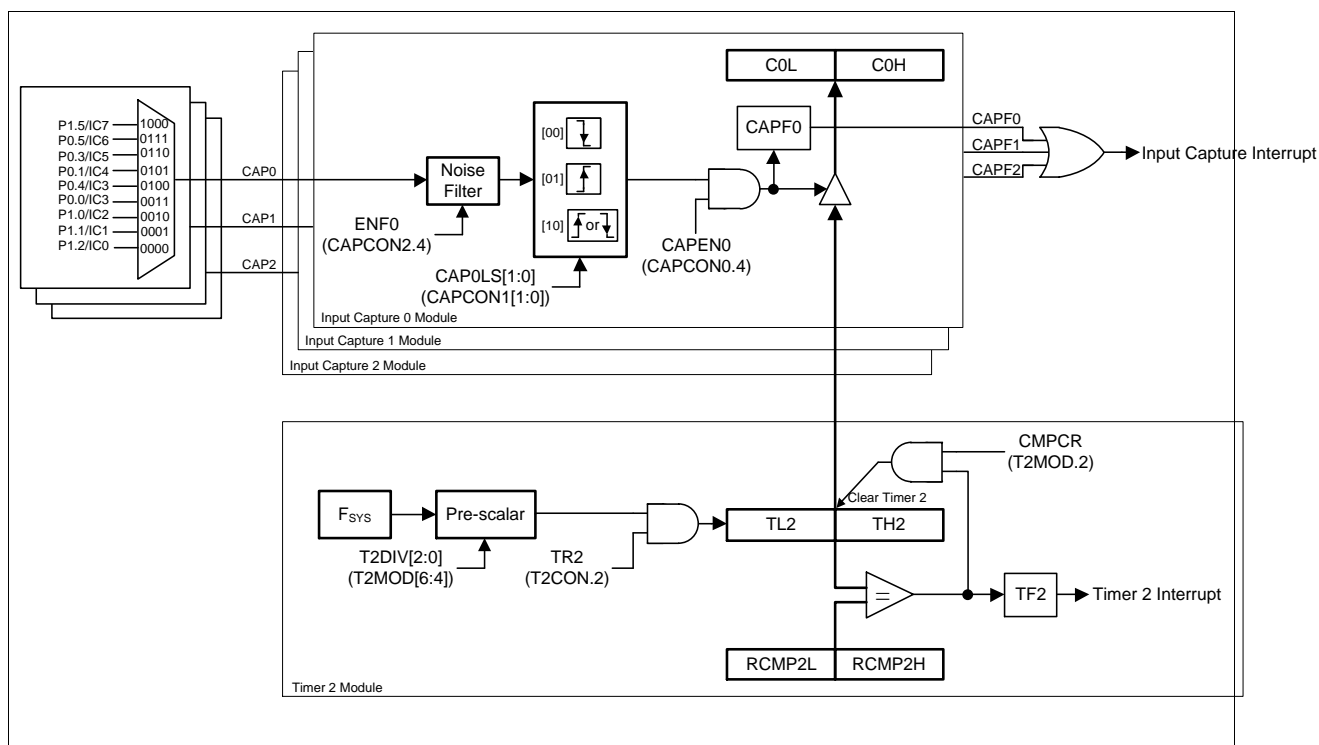 C0L C0H
P1.5/IC7 1000
P0.5/IC6 0111
P0.3/IC5 0110
P0.1/IC4 0101
P0.4/IC3 0100
P0.0/IC3 0011
P1.0/IC2 0010
P1.1/IC1 0001
P1.2/IC0 0000
CAP0
CAP1
CAP2
Noise
Filter
ENF0
(CAPCON2.4)
[00]
[01]
[10] or
CAP0LS[1:0]
(CAPCON1[1:0])
CAPEN0
(CAPCON0.4)
CAPF0
CAPF0
CAPF1
CAPF2
Input Capture Interrupt
Input Capture 0 Module
Input Capture 1 Module
Input Capture 2 Module
CMPCR
(T2MOD.2)
Clear Timer 2
FSYS
Pre-scalar
T2DIV[2:0]
(T2MOD[6:4])
TR2
(T2CON.2)
TL2 TH2
=
TF2
Timer 2 Interrupt
RCMP2L RCMP2H
Timer 2 Module